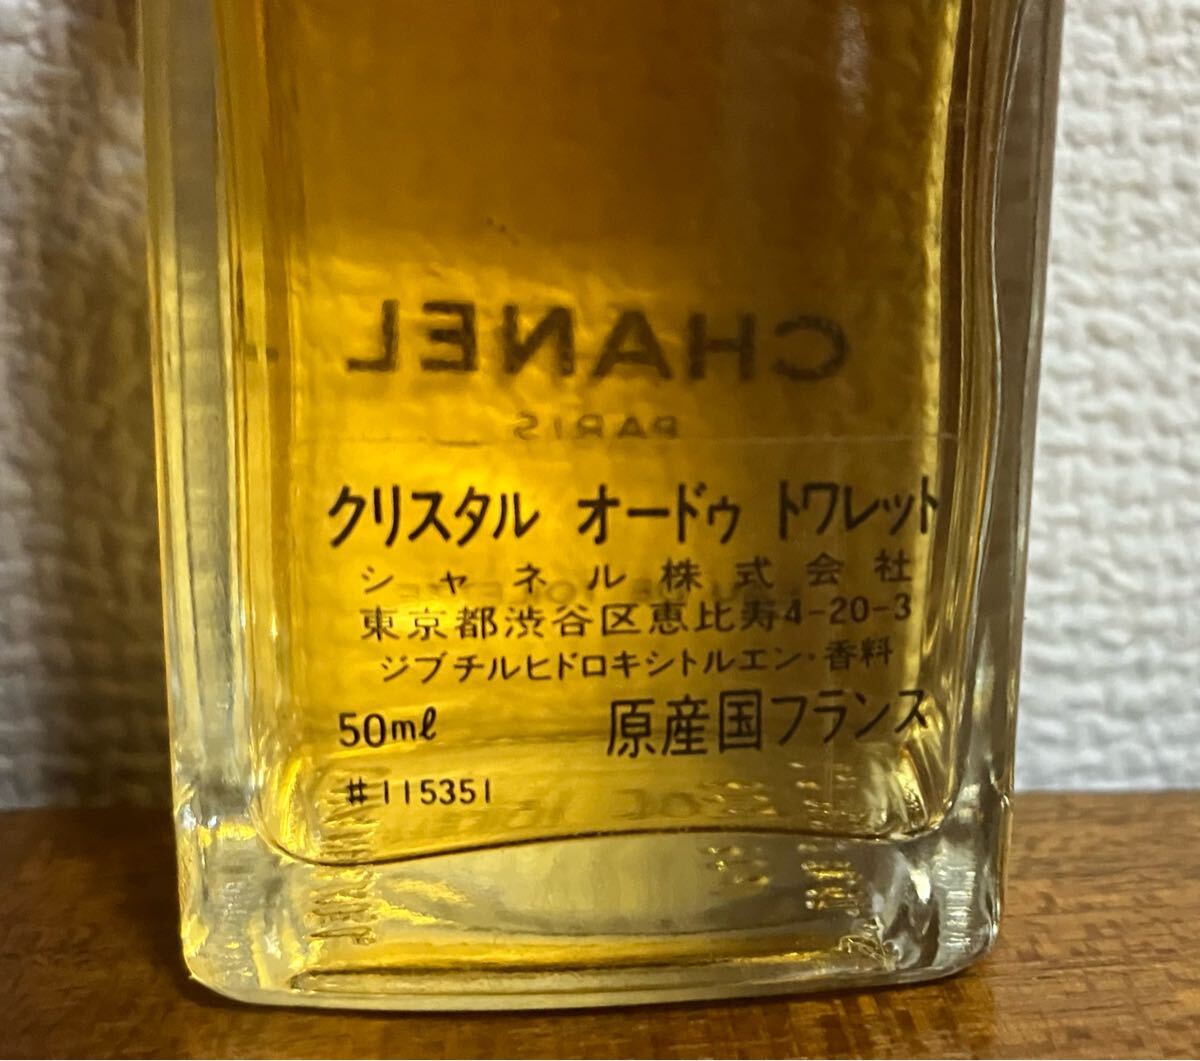 CHANEL
PARIS
クリスタル オードゥ トワレット
シャネル株式会社
東京都渋谷区恵比寿4-20-3
ジブチルヒドロキシトルエン・香料
50ml 原産国フランス
#115351